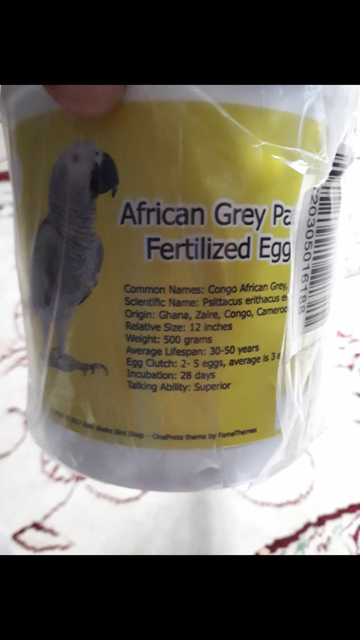 African Grey Pa
Fertilized Egg
Common Names: Congo African Grey,
Scientific Name: Psittacus erithacus e
Origin: Ghana, Zaire, Congo, Cameroo
Relative Size: 12 inches
Weight: 500 grams
Average Lifespan: 30-50 years
Egg Clutch: 2- 5 eggs, average is 3 e
Incubation: 28 days
Talking Ability: Superior
Bird Shop - OnePress theme by FameThemes